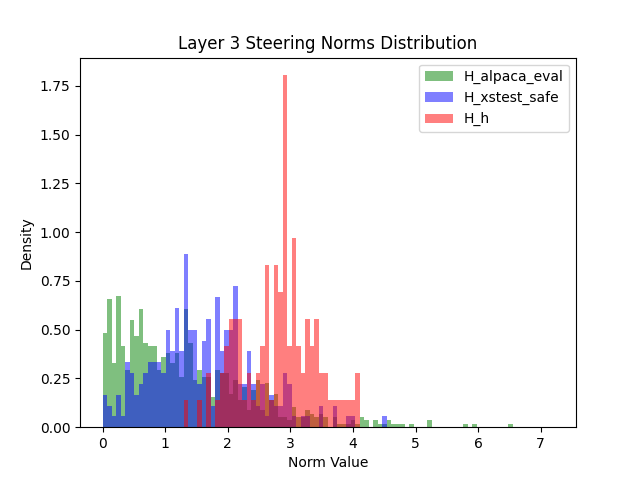 Layer 3 Steering Norms Distribution
H_alpaca_eval
H_xstest_safe
H_h
1.75
1.50
1.25
1.00
0.75
0.50
0.25
0.00
Density
0 1 2 3 4 5 6 7
Norm Value